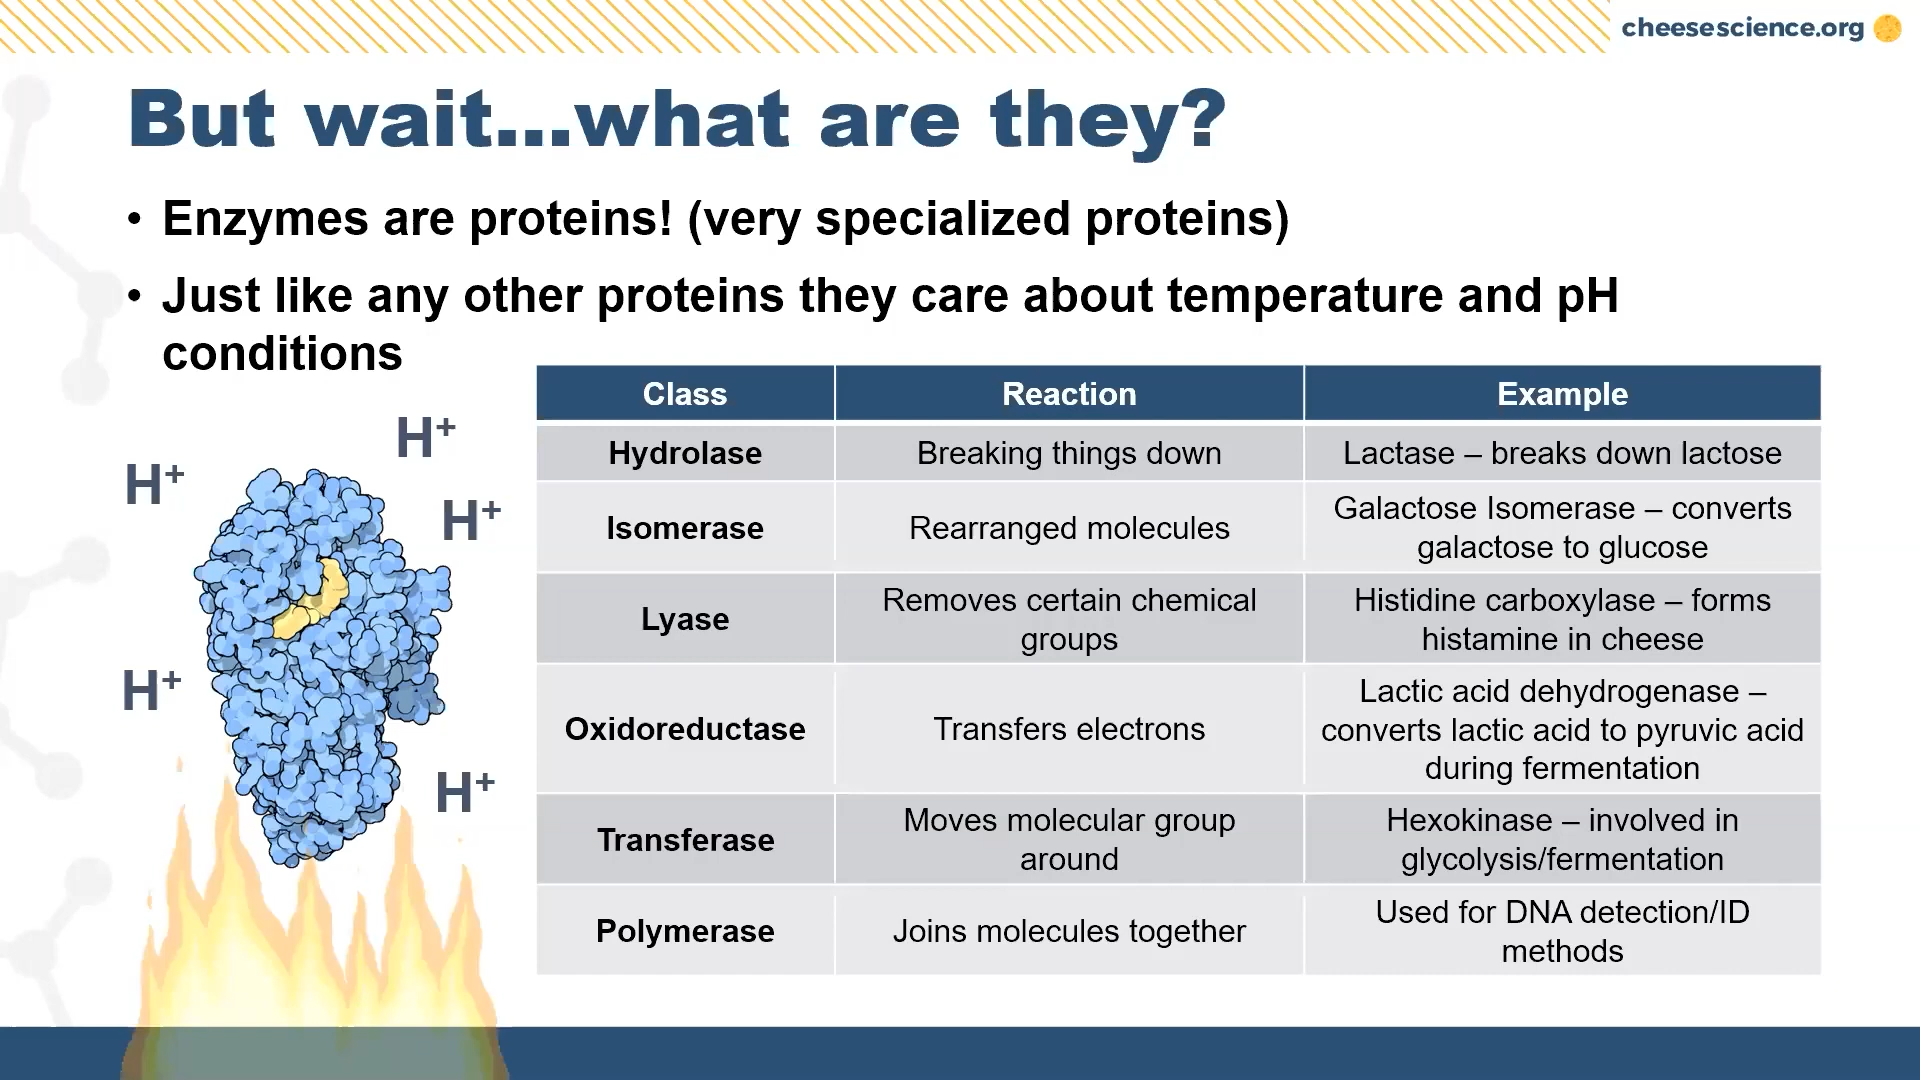 cheesescience.org
But wait...what are they?
• Enzymes are proteins! (very specialized proteins)
• Just like any other proteins they care about temperature and pH
conditions
H+
H+
H+
H+
H+
Class Reaction Example
Hydrolase Breaking things down Lactase – breaks down lactose
Isomerase Rearranged molecules Galactose Isomerase – converts
galactose to glucose
Lyase Removes certain chemical
groups
Histidine carboxylase – forms
histamine in cheese
Oxidoreductase Transfers electrons Lactic acid dehydrogenase –
converts lactic acid to pyruvic acid
during fermentation
Transferase Moves molecular group
around
Hexokinase – involved in
glycolysis/fermentation
Polymerase Joins molecules together Used for DNA detection/ID
methods